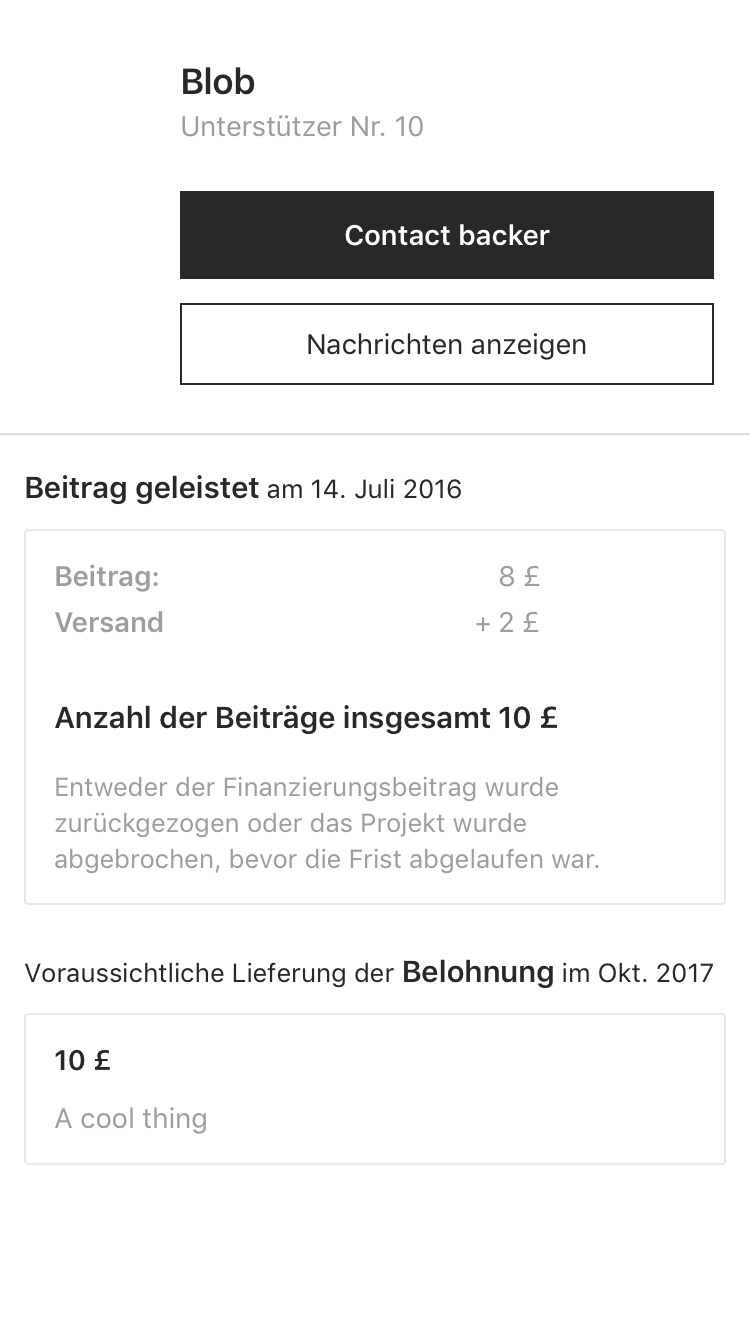 Blob
Unterstützer Nr. 10
Contact backer
Nachrichten anzeigen
Beitrag geleistet am 14. Juli 2016
Beitrag: 8 £
Versand + 2 £
Anzahl der Beiträge insgesamt 10 £
Entweder der Finanzierungsbeitrag wurde
zurückgezogen oder das Projekt wurde
abgebrochen, bevor die Frist abgelaufen war.
Voraussichtliche Lieferung der Belohnung im Okt. 2017
10 £
A cool thing